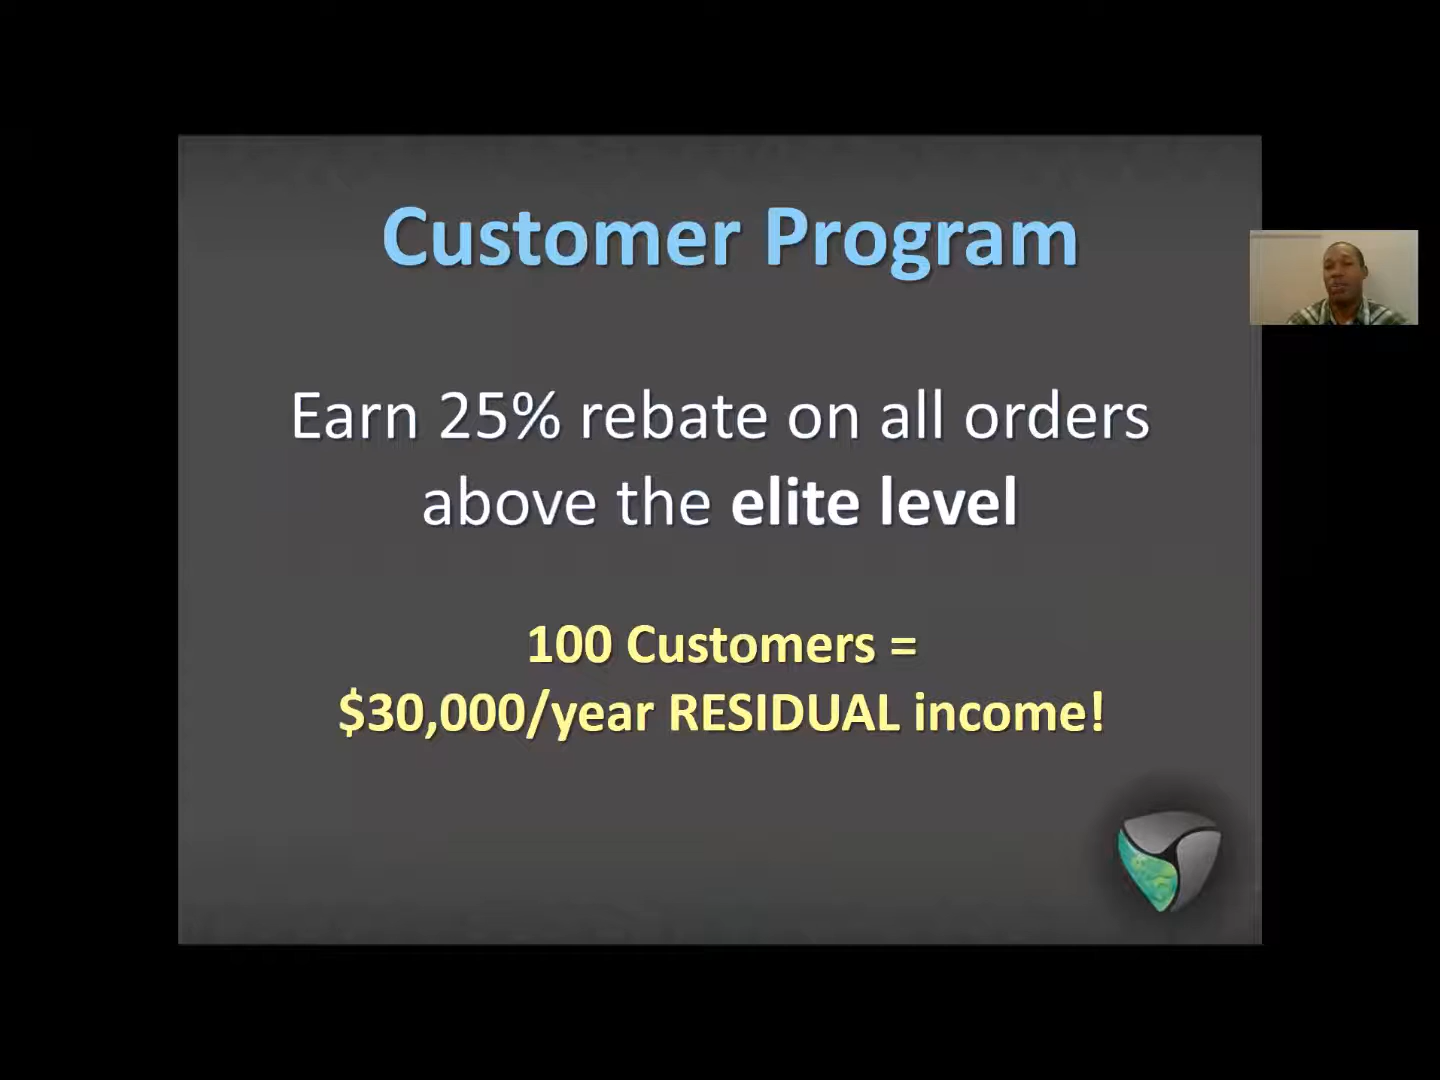 Customer Program
Earn 25% rebate on all orders
above the elite level
100 Customers =
$30,000/year RESIDUAL income!